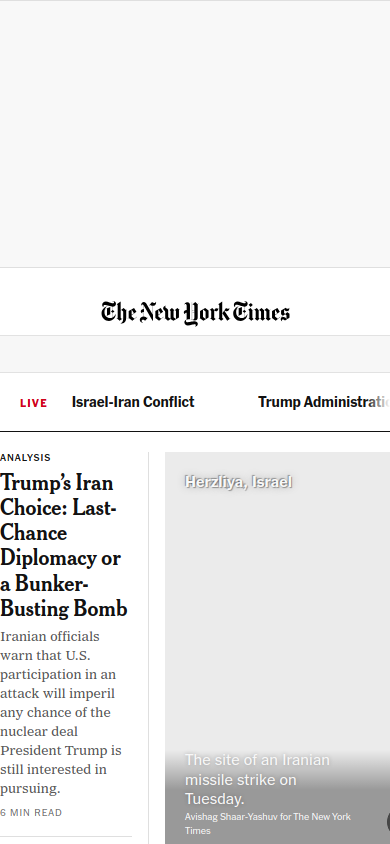 The New York Times
LIVE
Israel-Iran Conflict
Trump Administratio
ANALYSIS
Trump's Iran
Choice: Last-
Chance
Diplomacy or
a Bunker-
Busting Bomb
Iranian officials
warn that U.S.
participation in an
attack will imperil
any chance of the
nuclear deal
President Trump is
still interested in
pursuing.
6 MIN READ
Herzliya, Israel
The site of an Iranian
missile strike on
Tuesday.
Avishag Shaar-Yashuv for The New York
Times